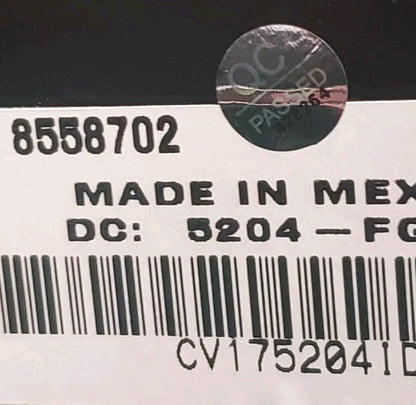 QC
PASSED
8558702
MADE IN MEX
DC: 5204-FG
CV175204ID